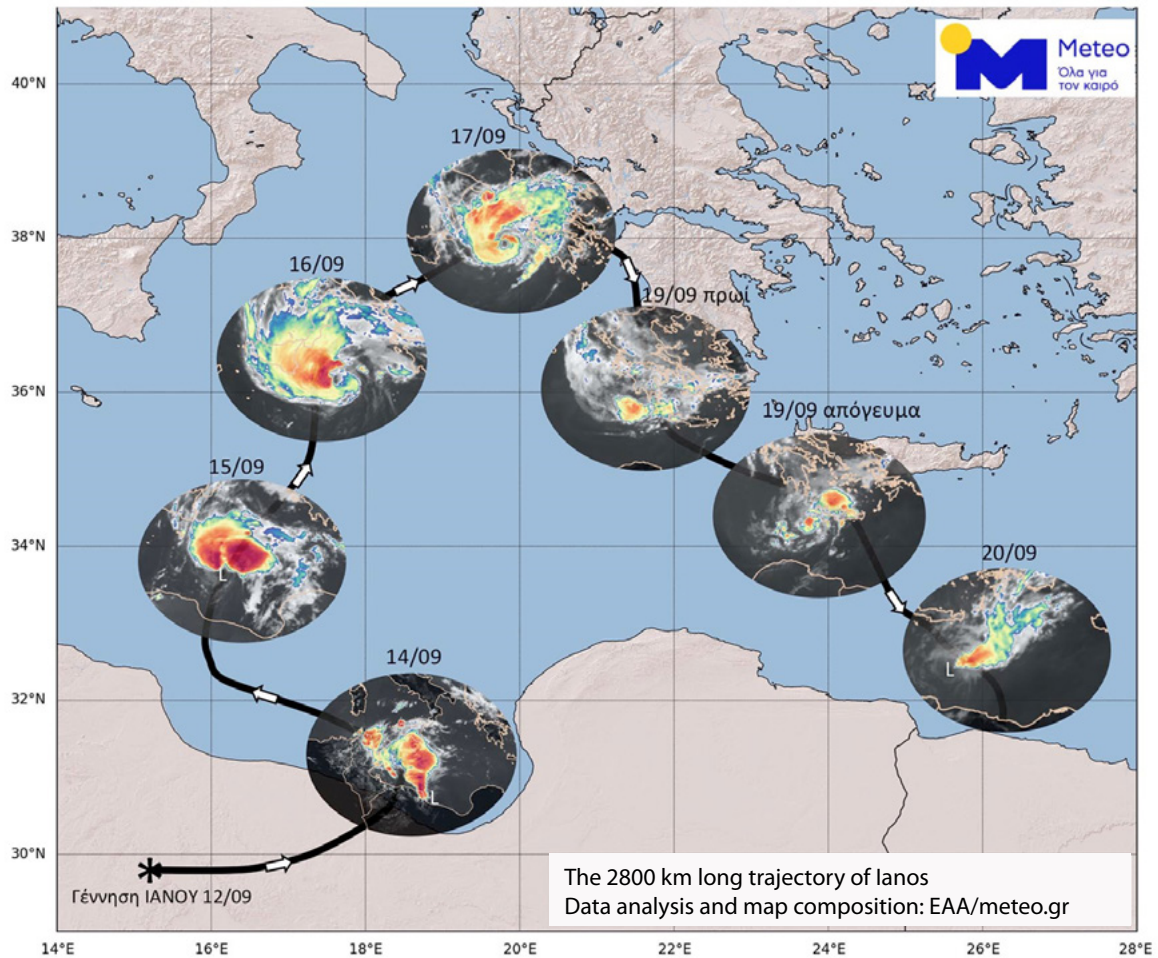 Meteo
Όλα για
τον καιρό
40°N
17/09
38°N
16/09
19/09 πρωί
36°N
19/09 απόγευμα
15/09
34°N
L
20/09
L
14/09
32°N
L
30°N
Γέννηση ΙΑΝΟΥ 12/09
The 2800 km long trajectory of Ianos
Data analysis and map composition: EAA/meteo.gr
14°E
16°E
18°E
20°E
22°E
24°E
26°E
28°E